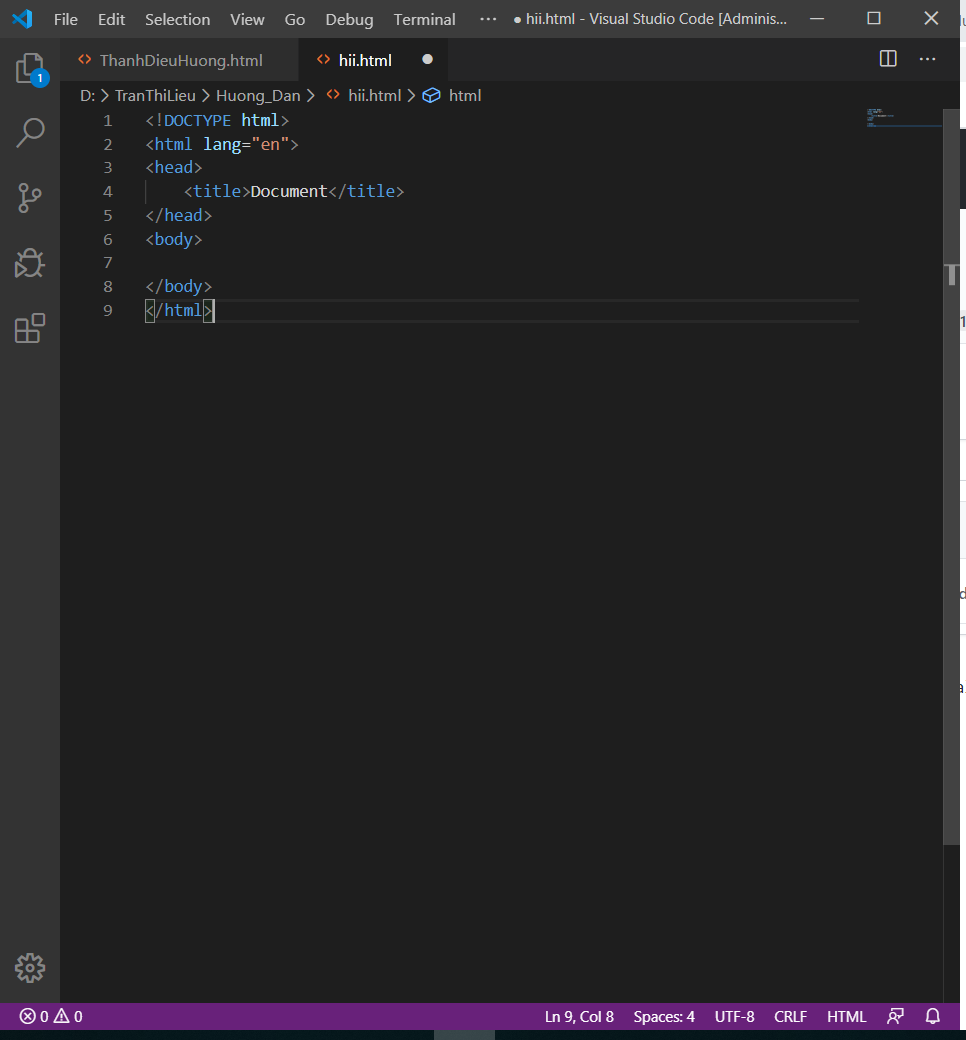 File Edit Selection View Go Debug Terminal ··· ● hii.html - Visual Studio Code [Adminis...
ThanhDieuHuong.html hii.html
1
D: > TranThiLieu > Huong_Dan > hii.html > html
1 <!DOCTYPE html>
2 <html lang="en">
3 <head>
4     <title>Document</title>
5 </head>
6 <body>
7
8 </body>
9 </html>
0 0 Ln 9, Col 8 Spaces: 4 UTF-8 CRLF HTML